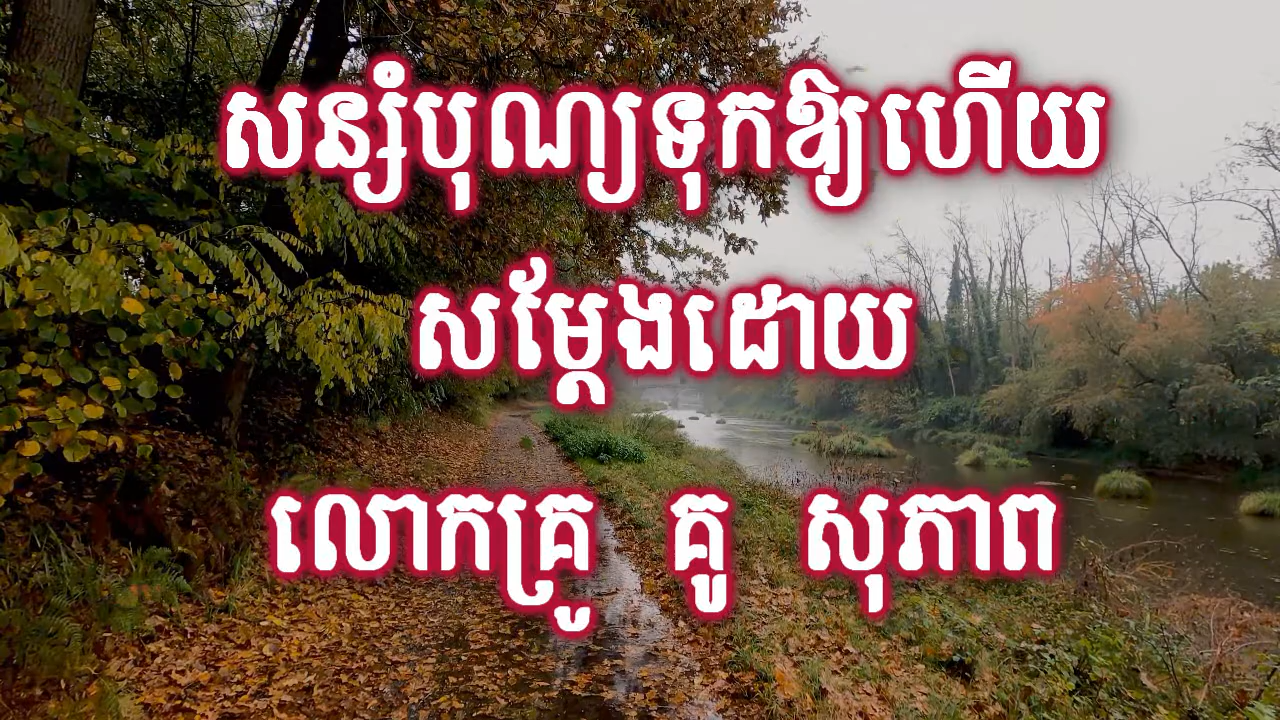 សន្សំបុណ្យទុកឱ្យហើយ
សម្ដែងដោយ
លោកគ្រូ គូ សុភាព